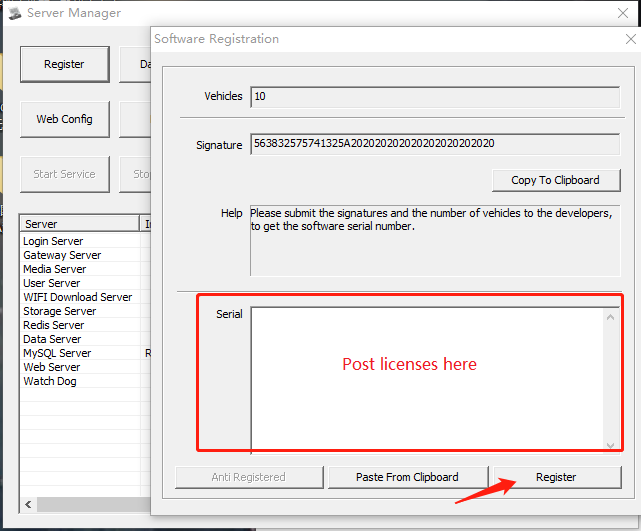 Server Manager
Software Registration
Register
Da
Vehicles
10
Web Config
Signature
563832575741325A20202020202020202020202020
Copy To Clipboard
Start Service
Sto
Help
Please submit the signatures and the number of vehicles to the developers,
to get the software serial number.
Server
In
Login Server
Gateway Server
Media Server
User Server
WIFI Download Server
Storage Server
Redis Server
Data Server
MySQL Server
R
Web Server
Watch Dog
Serial
Post licenses here
Anti Registered
Paste From Clipboard
Register